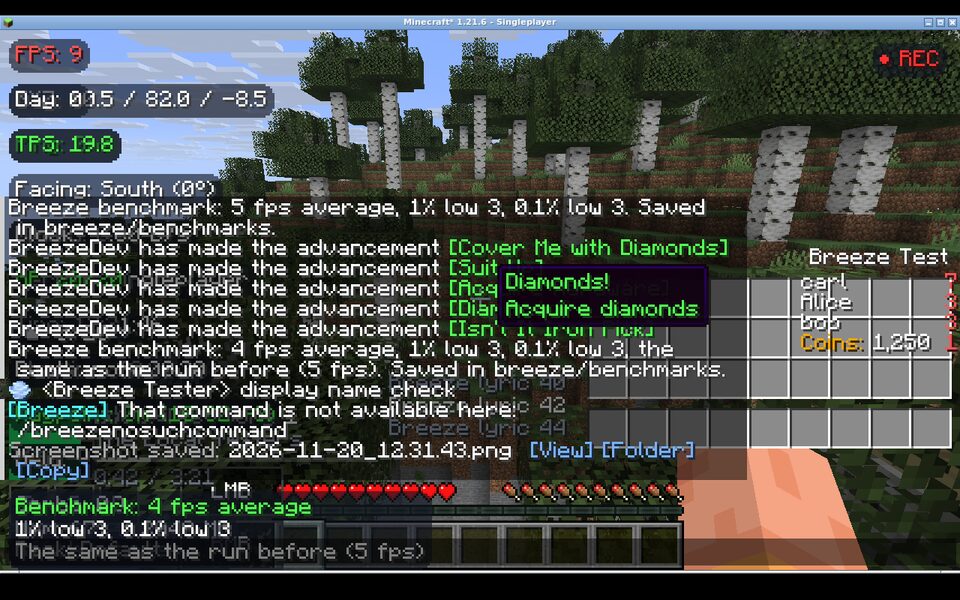 Minecraft* 1.21.6 - Singleplayer
FPS: 9
REC
Day: 00.5 / 82.0 / -8.5
TPS: 19.8
Facing: South (0°)
Breeze benchmark: 5 fps average, 1% low 3, 0.1% low 3. Saved
in breeze/benchmarks.
BreezeDev has made the advancement [Cover Me with Diamonds]
BreezeDev has made the advancement [Suit
BreezeDev has made the advancement
BreezeDev has made the advancement
BreezeDev has made the advancement [Isn't It Iron Pick]
Diamonds!
Acquire diamonds
Breeze Test
carl
Alice
bob
Coins: 1,250
Breeze benchmark: 4 fps average, 1% low 3, 0.1% low 3, the
same as the run before (5 fps). Saved in breeze/benchmarks.
<Breeze Tester> display name check
Breeze lyric 40
[Breeze] That command is not available here:
/breezenosuchcommand
Breeze lyric 42
Breeze lyric 44
Screenshot saved: 2026-11-20_12.31.43.png [View] [Folder]
[Copy]
LMB
Benchmark: 4 fps average
1% low 3, 0.1% low 3
The same as the run before (5 fps)